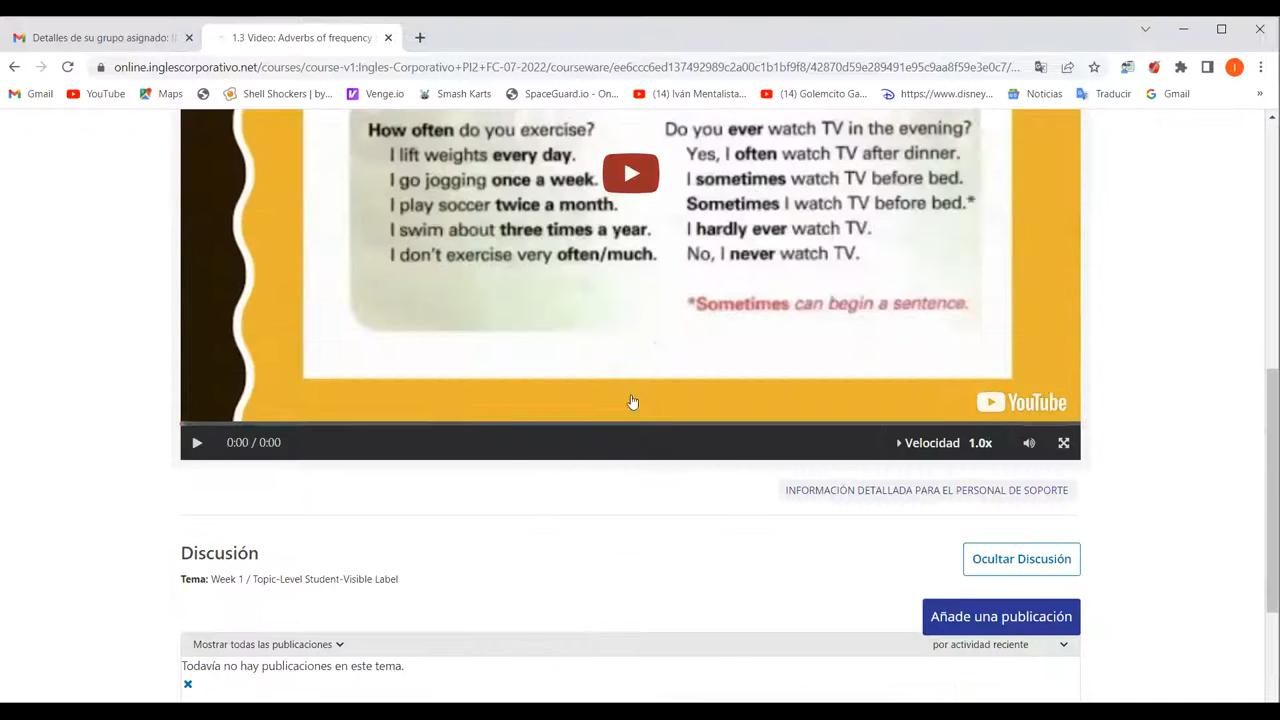 Detalles de su grupo asignado:
1.3 Video: Adverbs of frequency
online.inglescorporativo.net/courses/course-v1:Ingles-Corporativo+PI2+FC-07-2022/courseware/ee6ccc6ed137492989c2a00c1b1bf9f8/42870d59e289491e95c9aa8f59e3e0c7/...
Gmail
YouTube
Maps
Shell Shockers | by...
Venge.io
Smash Karts
SpaceGuard.io - On...
(14) Iván Mentalista...
(14) Golemcito Ga...
https://www.disney...
Noticias
Traducir
Gmail
»
How often do you exercise?
I lift weights every day.
I go jogging once a week.
I play soccer twice a month.
I swim about three times a year.
I don't exercise very often/much.
Do you ever watch TV in the evening?
Yes, I often watch TV after dinner.
I sometimes watch TV before bed.
Sometimes I watch TV before bed.*
I hardly ever watch TV.
No, I never watch TV.
*Sometimes can begin a sentence.
YouTube
0:00 / 0:00
Velocidad 1.0x
INFORMACIÓN DETALLADA PARA EL PERSONAL DE SOPORTE
Discusión
Ocultar Discusión
Tema: Week 1 / Topic-Level Student-Visible Label
Añade una publicación
Mostrar todas las publicaciones
por actividad reciente
Todavía no hay publicaciones en este tema.